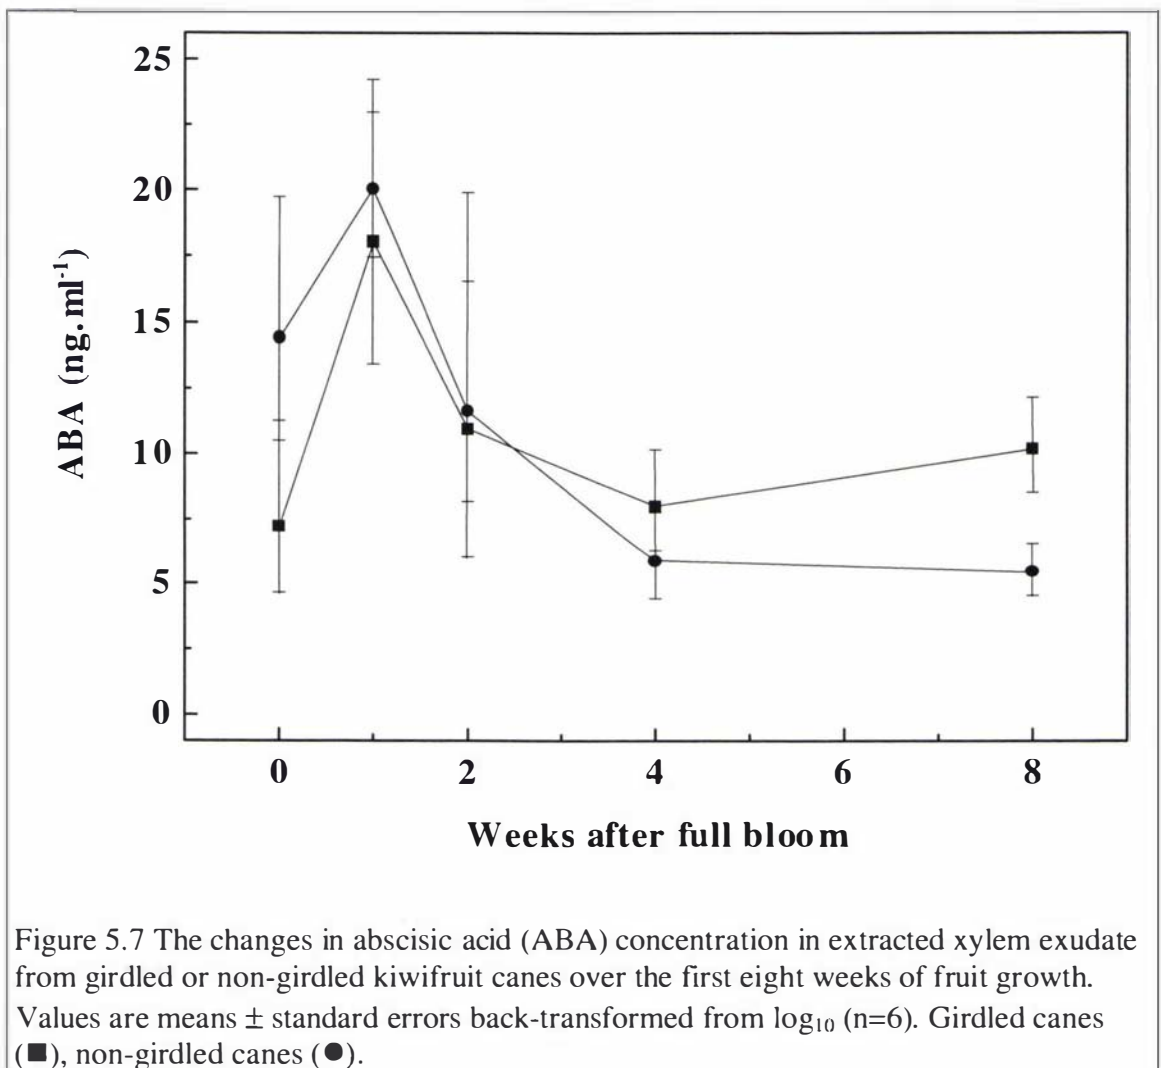 25
20
15
10
5
0
ABA (ng.ml⁻¹)
0 2 4 6 8
Weeks after full bloom
Figure 5.7 The changes in abscisic acid (ABA) concentration in extracted xylem exudate
from girdled or non-girdled kiwifruit canes over the first eight weeks of fruit growth.
Values are means ± standard errors back-transformed from log₁₀ (n=6). Girdled canes
(■), non-girdled canes (●).